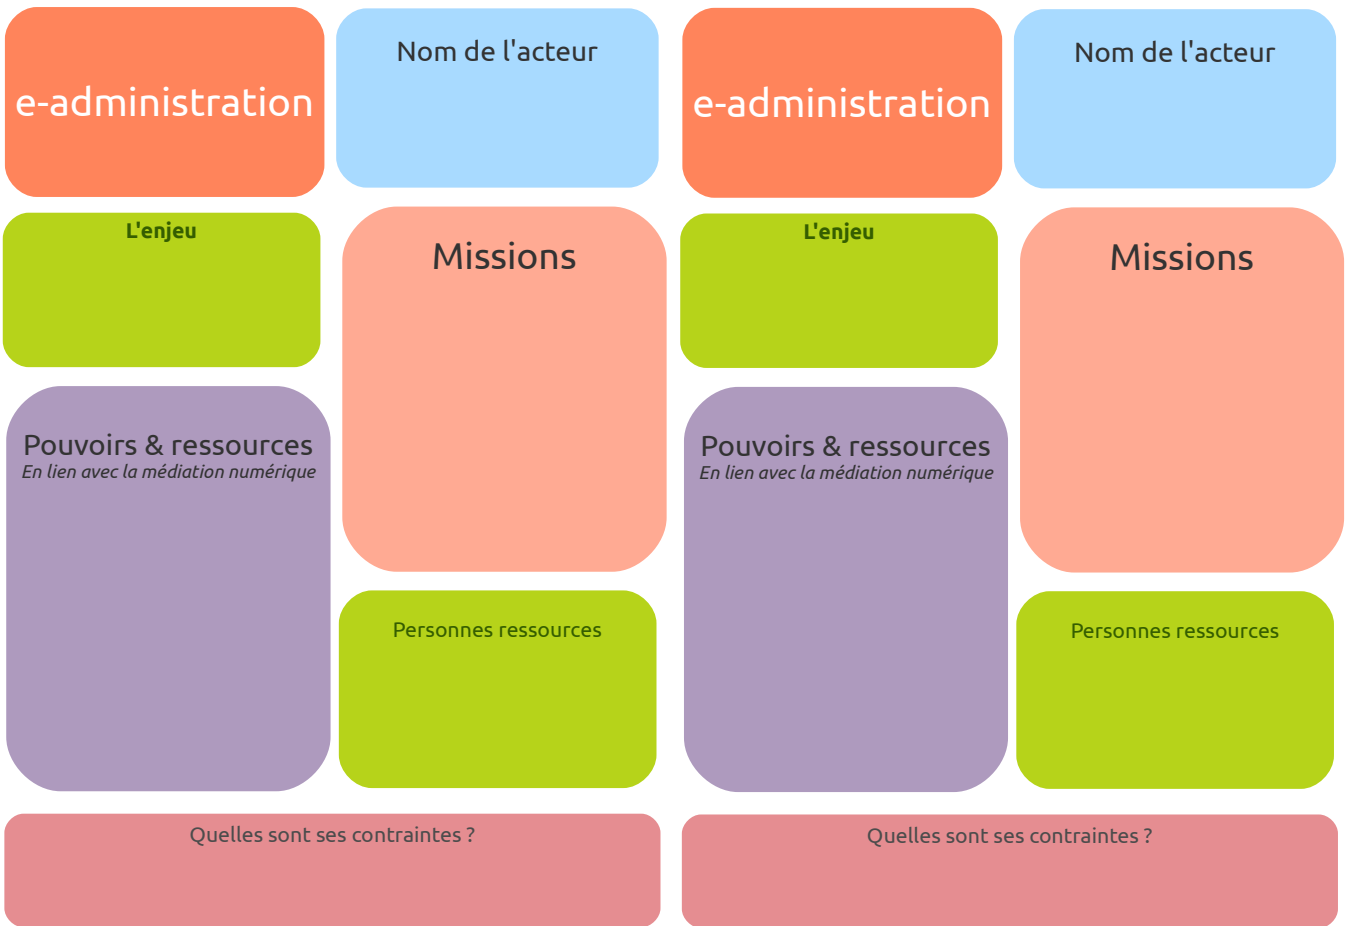 e-administration
Nom de l'acteur
L'enjeu
Missions
Pouvoirs & ressources
En lien avec la médiation numérique
Personnes ressources
Quelles sont ses contraintes ?
e-administration
Nom de l'acteur
L'enjeu
Missions
Pouvoirs & ressources
En lien avec la médiation numérique
Personnes ressources
Quelles sont ses contraintes ?